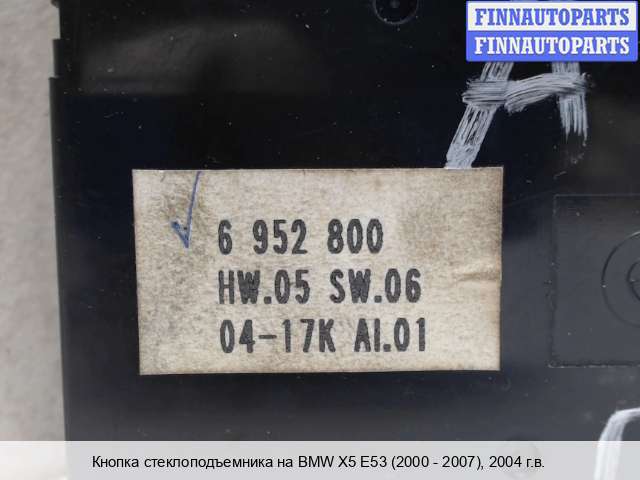 FINNAUTOPARTS
FINNAUTOPARTS
A
6 952 800
HW.05 SW.06
04-17K AI.01
Кнопка стеклоподъемника на BMW X5 E53 (2000 - 2007), 2004 г.в.